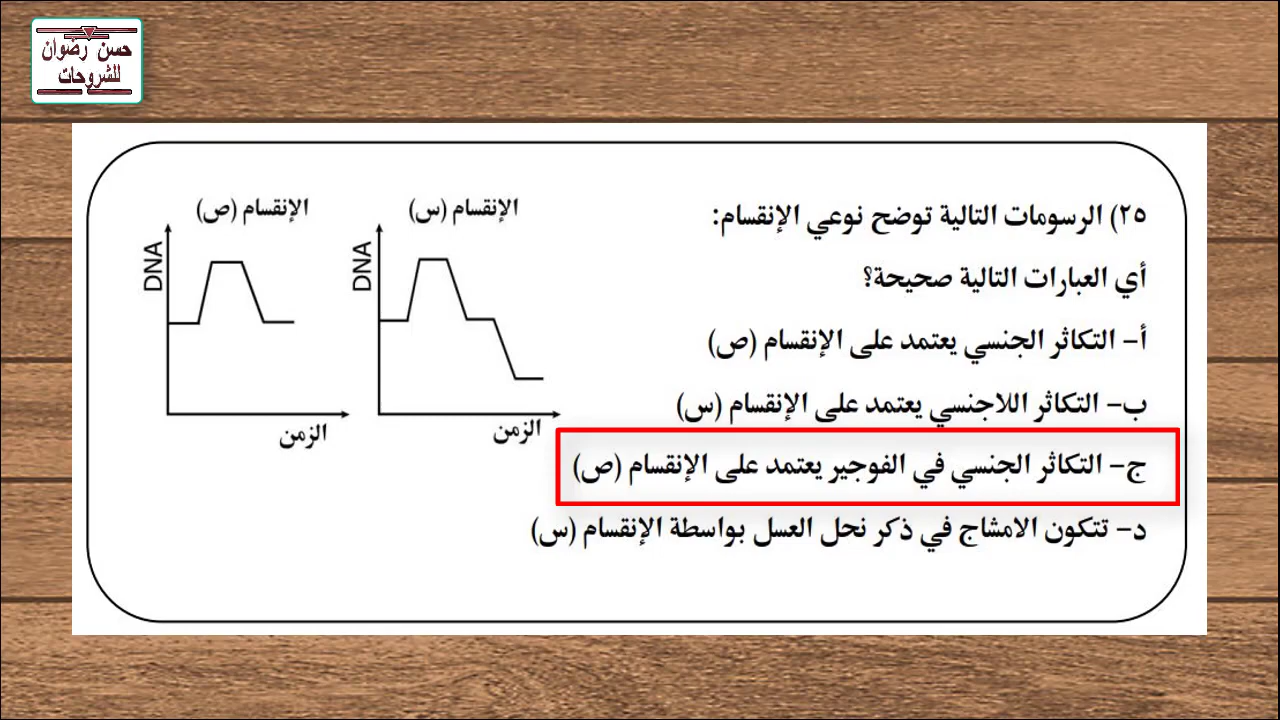 حسن رضوان
للشروحات
٢٥) الرسومات التالية توضح نوعي الإنقسام:
أي العبارات التالية صحيحة؟
أ- التكاثر الجنسي يعتمد على الإنقسام (ص)
ب- التكاثر اللاجنسي يعتمد على الإنقسام (س)
ج- التكاثر الجنسي في الفوجير يعتمد على الإنقسام (ص)
د- تتكون الامشاج في ذكر نحل العسل بواسطة الإنقسام (س)
الإنقسام (س)
DNA
الزمن
الإنقسام (ص)
DNA
الزمن